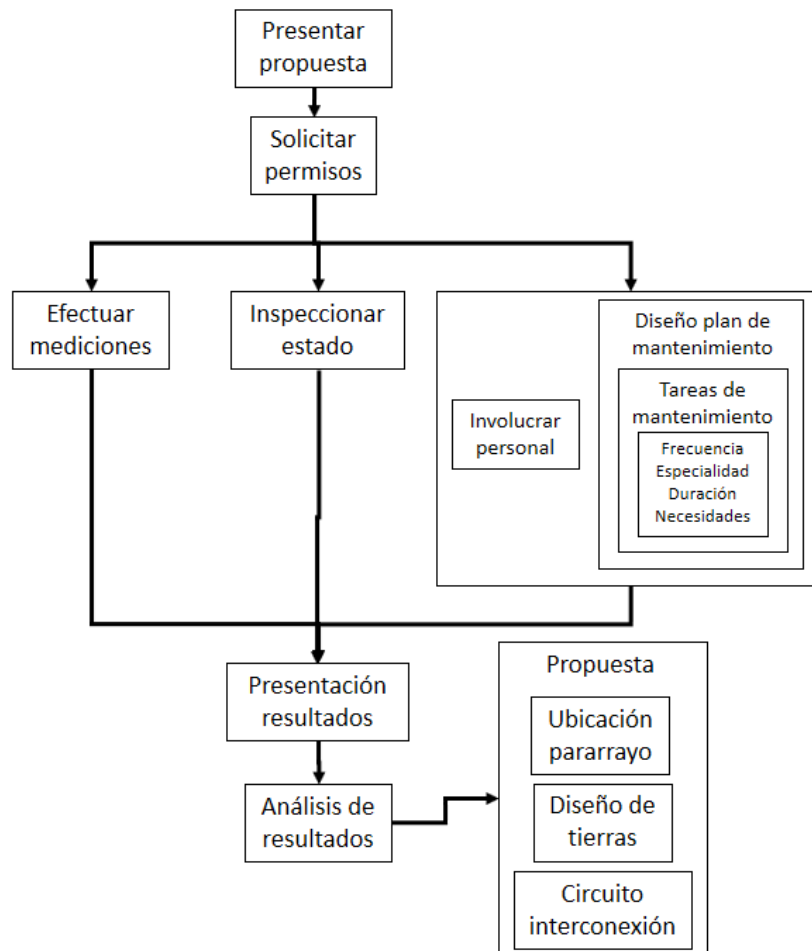 Presentar
propuesta
Solicitar
permisos
Efectuar
mediciones
Inspeccionar
estado
Involucrar
personal
Diseño plan de
mantenimiento
Tareas de
mantenimiento
Frecuencia
Especialidad
Duración
Necesidades
Presentación
resultados
Análisis de
resultados
Propuesta
Ubicación
pararrayo
Diseño de
tierras
Circuito
interconexión